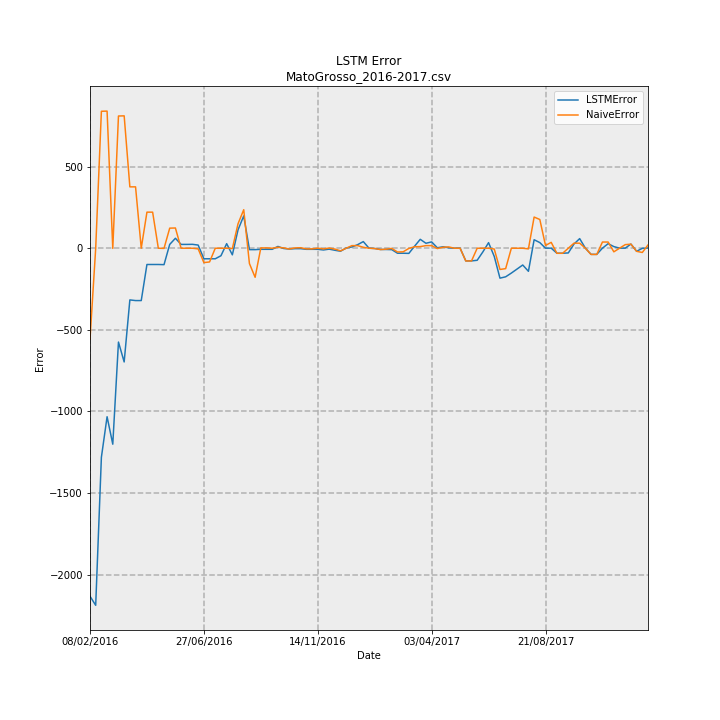 LSTM Error
MatoGrosso_2016-2017.csv
LSTMError
NaiveError
500
0
−500
−1000
−1500
−2000
Error
08/02/2016 27/06/2016 14/11/2016 03/04/2017 21/08/2017
Date